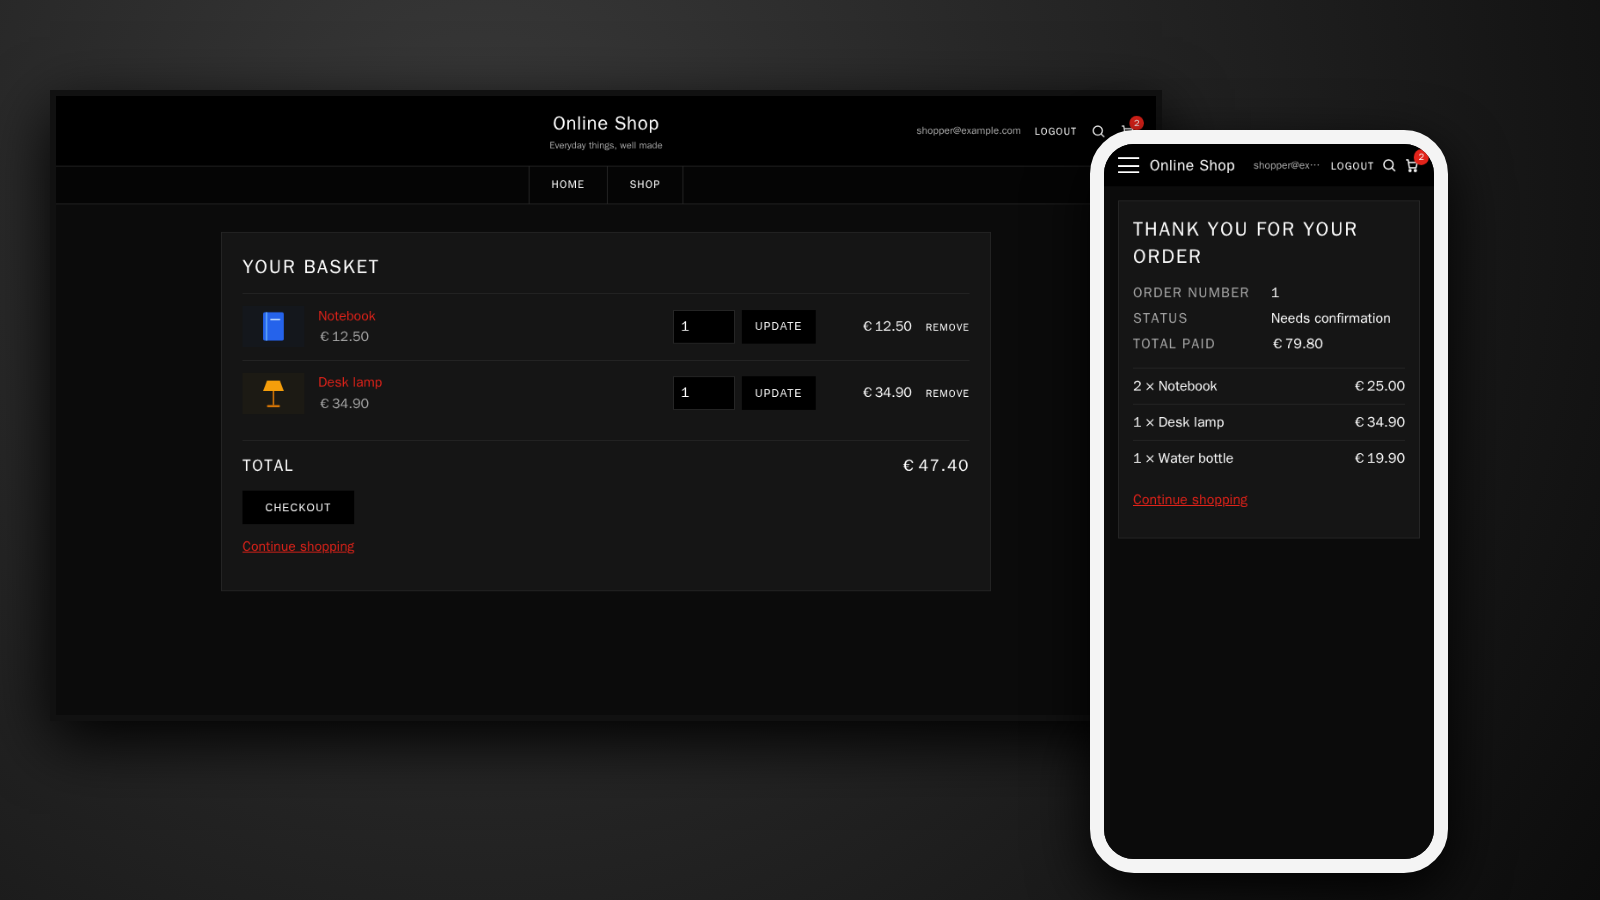 Online Shop
Everyday things, well made
shopper@example.com LOGOUT 2
HOME SHOP
YOUR BASKET
Notebook
€ 12.50
1 UPDATE € 12.50 REMOVE
Desk lamp
€ 34.90
1 UPDATE € 34.90 REMOVE
TOTAL € 47.40
CHECKOUT
Continue shopping
Online Shop shopper@ex··· LOGOUT 2
THANK YOU FOR YOUR
ORDER
ORDER NUMBER 1
STATUS Needs confirmation
TOTAL PAID € 79.80
2 × Notebook € 25.00
1 × Desk lamp € 34.90
1 × Water bottle € 19.90
Continue shopping